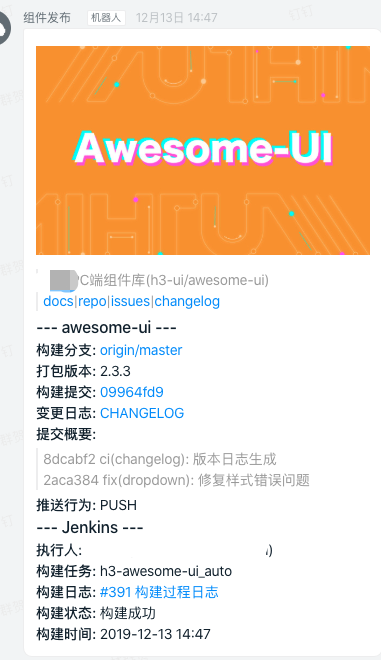 组件发布 机器人 12月13日 14:47
Awesome-UI
PC端组件库(h3-ui/awesome-ui)
docs|repo|issues|changelog
--- awesome-ui ---
构建分支: origin/master
打包版本: 2.3.3
构建提交: 09964fd9
变更日志: CHANGELOG
提交概要:
8dcabf2 ci(changelog): 版本日志生成
2aca384 fix(dropdown): 修复样式错误问题
推送行为: PUSH
--- Jenkins ---
执行人: )
构建任务: h3-awesome-ui_auto
构建日志: #391 构建过程日志
构建状态: 构建成功
构建时间: 2019-12-13 14:47